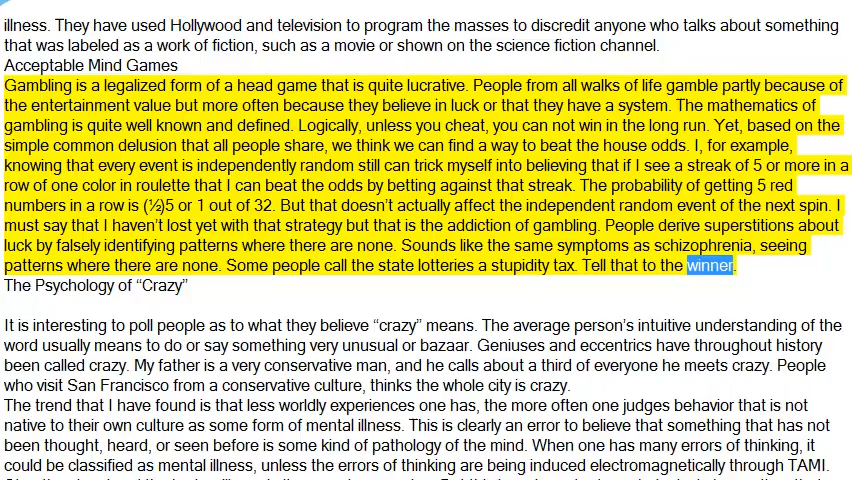 illness. They have used Hollywood and television to program the masses to discredit anyone who talks about something
that was labeled as a work of fiction, such as a movie or shown on the science fiction channel.
Acceptable Mind Games
Gambling is a legalized form of a head game that is quite lucrative. People from all walks of life gamble partly because of
the entertainment value but more often because they believe in luck or that they have a system. The mathematics of
gambling is quite well known and defined. Logically, unless you cheat, you can not win in the long run. Yet, based on the
simple common delusion that all people share, we think we can find a way to beat the house odds. I, for example,
knowing that every event is independently random still can trick myself into believing that if I see a streak of 5 or more in a
row of one color in roulette that I can beat the odds by betting against that streak. The probability of getting 5 red
numbers in a row is (½)5 or 1 out of 32. But that doesn't actually affect the independent random event of the next spin. I
must say that I haven't lost yet with that strategy but that is the addiction of gambling. People derive superstitions about
luck by falsely identifying patterns where there are none. Sounds like the same symptoms as schizophrenia, seeing
patterns where there are none. Some people call the state lotteries a stupidity tax. Tell that to the winner.
The Psychology of “Crazy”
It is interesting to poll people as to what they believe “crazy” means. The average person's intuitive understanding of the
word usually means to do or say something very unusual or bazaar. Geniuses and eccentrics have throughout history
been called crazy. My father is a very conservative man, and he calls about a third of everyone he meets crazy. People
who visit San Francisco from a conservative culture, thinks the whole city is crazy.
The trend that I have found is that less worldly experiences one has, the more often one judges behavior that is not
native to their own culture as some form of mental illness. This is clearly an error to believe that something that has not
been thought, heard, or seen before is some kind of pathology of the mind. When one has many errors of thinking, it
could be classified as mental illness, unless the errors of thinking are being induced electromagnetically through TAMI.